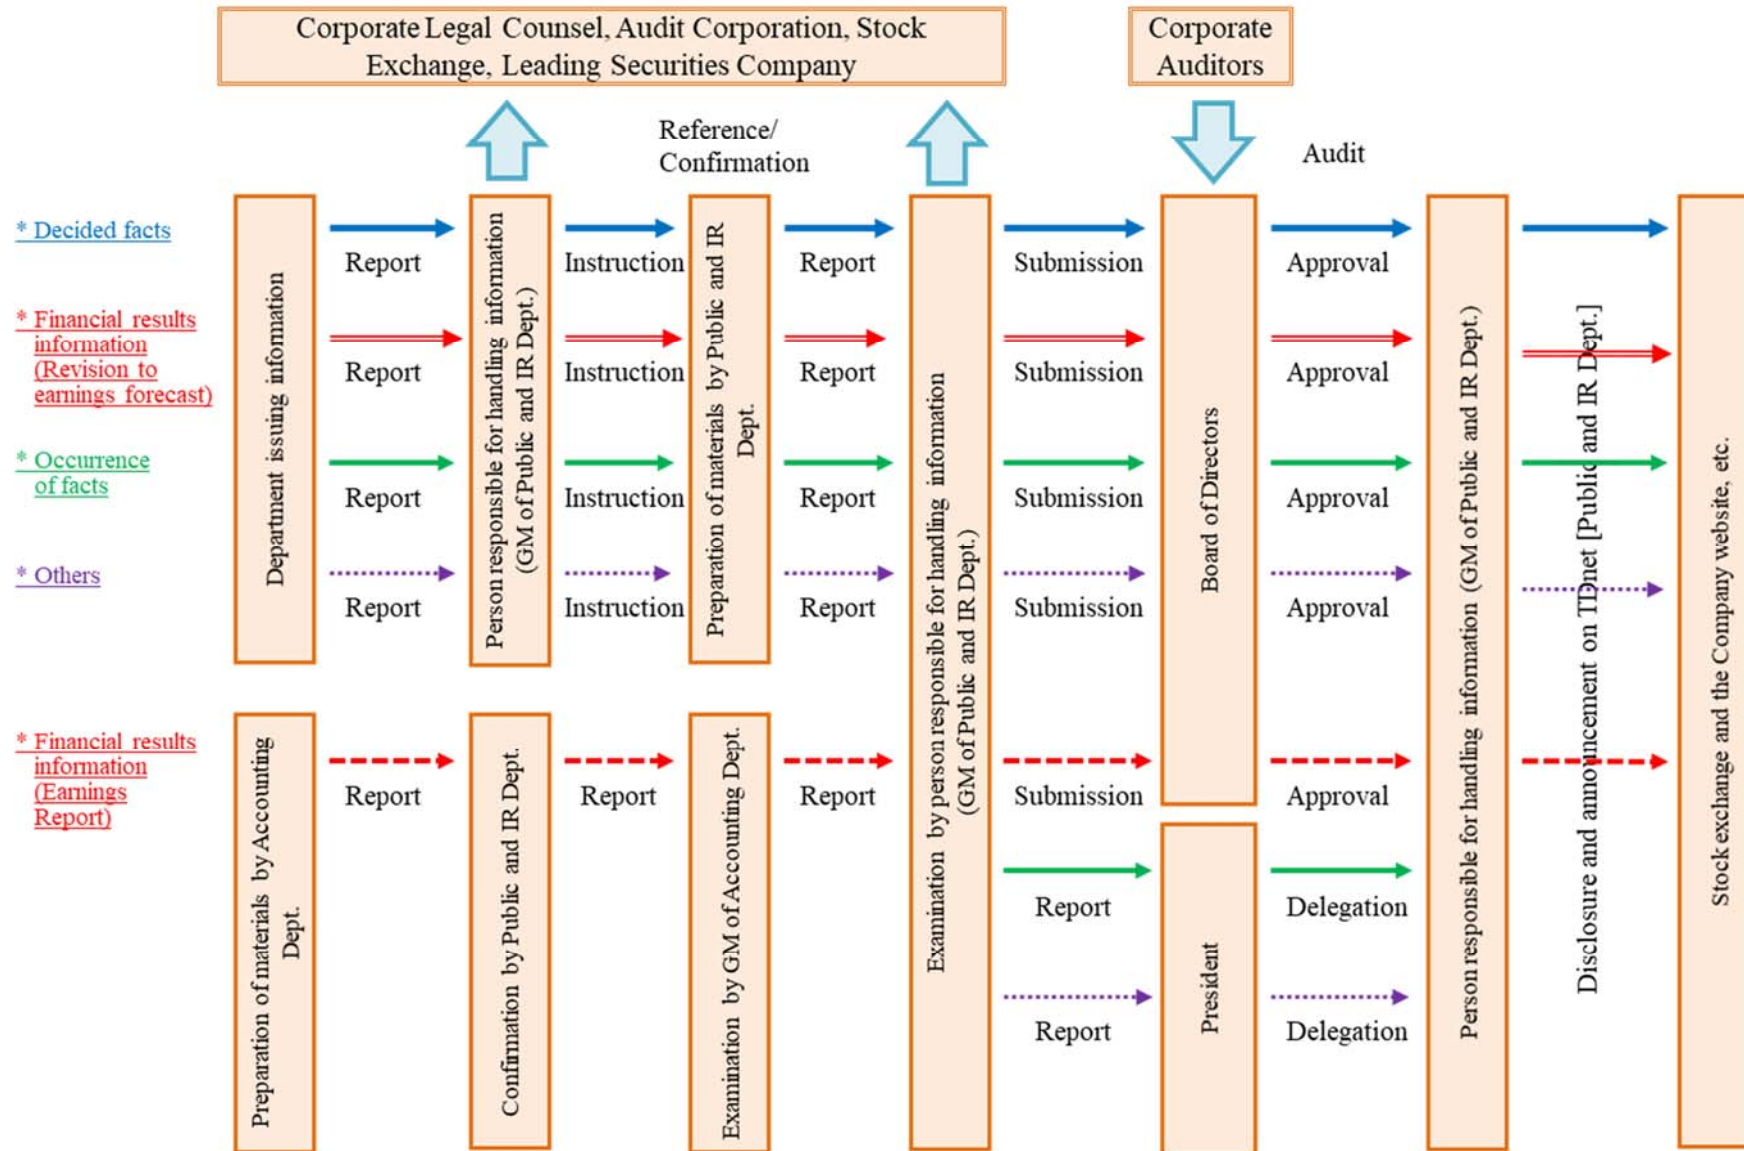 Corporate Legal Counsel, Audit Corporation, Stock
Exchange, Leading Securities Company
Corporate
Auditors
Reference/
Confirmation
Audit
* Decided facts
Report
Instruction
Report
Submission
Approval
* Financial results
information
(Revision to
earnings forecast)
Report
Instruction
Report
Submission
Approval
* Occurrence
of facts
Report
Instruction
Report
Submission
Approval
* Others
Report
Instruction
Report
Submission
Approval
Department issuing information
Person responsible for handling information
(GM of Public and IR Dept.)
Preparation of materials by Public and IR
Dept.
Examination by person responsible for handling information
(GM of Public and IR Dept.)
Board of Directors
Person responsible for handling information (GM of Public and IR Dept.)
Disclosure and announcement on TDnet [Public and IR Dept.]
Stock exchange and the Company website, etc.
* Financial results
information
(Earnings
Report)
Report
Report
Report
Submission
Approval
Preparation of materials by Accounting
Dept.
Confirmation by Public and IR Dept.
Examination by GM of Accounting Dept.
President
Report
Delegation
Report
Delegation